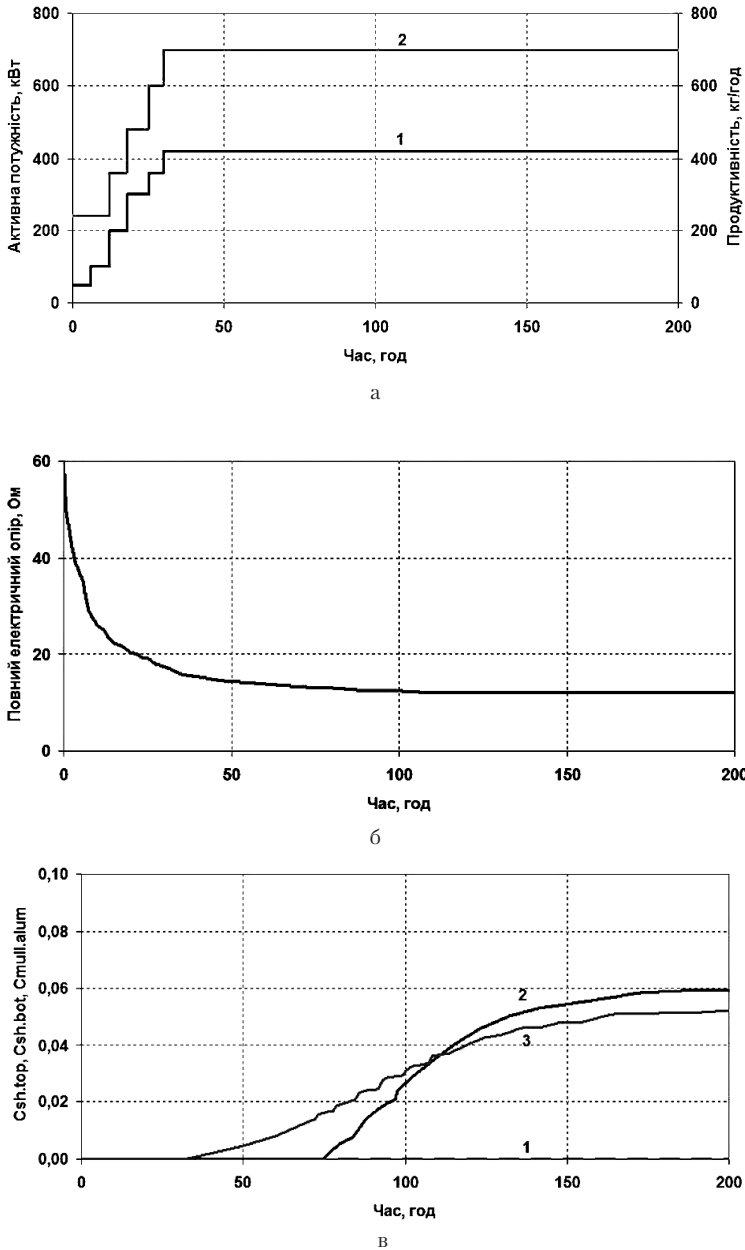 800
600
400
200
0
Активна потужність, кВт
2
1
800
600
400
200
0
Продуктивність, кг/год
0 50 100 150 200
Час, год
а
60
40
20
0
Повний електричний опір, Ом
0 50 100 150 200
Час, год
б
0,10
0,08
0,06
0,04
0,02
0,00
Csh.top, Csh.bot, Cmull.alum
2
3
1
0 50 100 150 200
Час, год
в